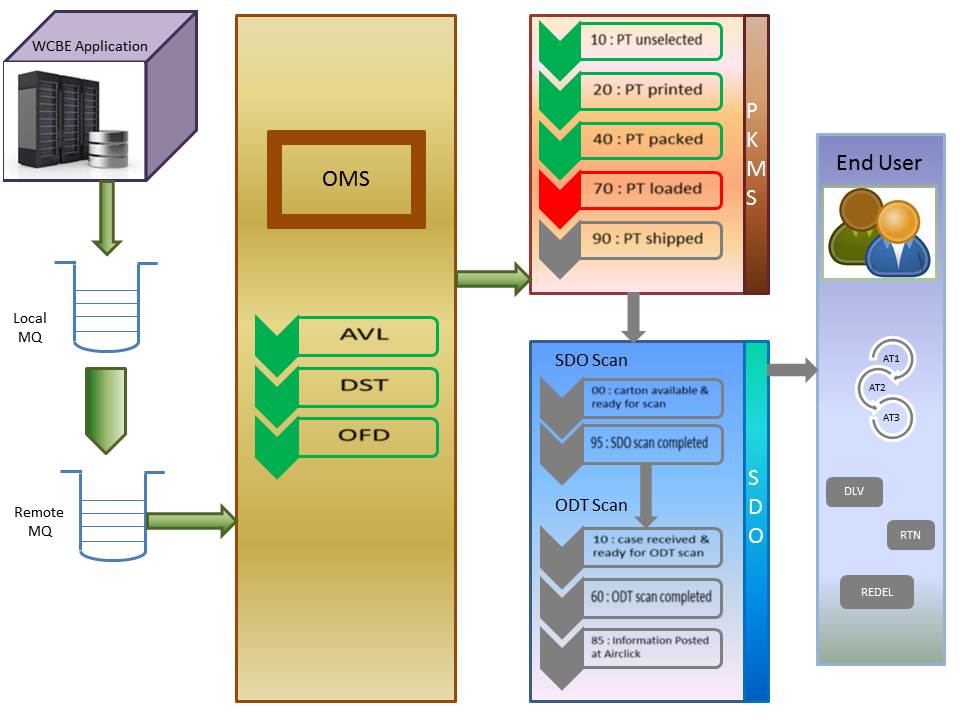 WCBE Application
Local
MQ
Remote
MQ
OMS
AVL
DST
OFD
10 : PT unselected
20 : PT printed
40 : PT packed
70 : PT loaded
90 : PT shipped
P
K
M
S
SDO Scan
00 : carton available &
ready for scan
95 : SDO scan completed
ODT Scan
10 : case received &
ready for ODT scan
60 : ODT scan completed
85 : Information Posted
at Airclick
S
D
O
End User
AT1
AT2
AT3
DLV
RTN
REDEL